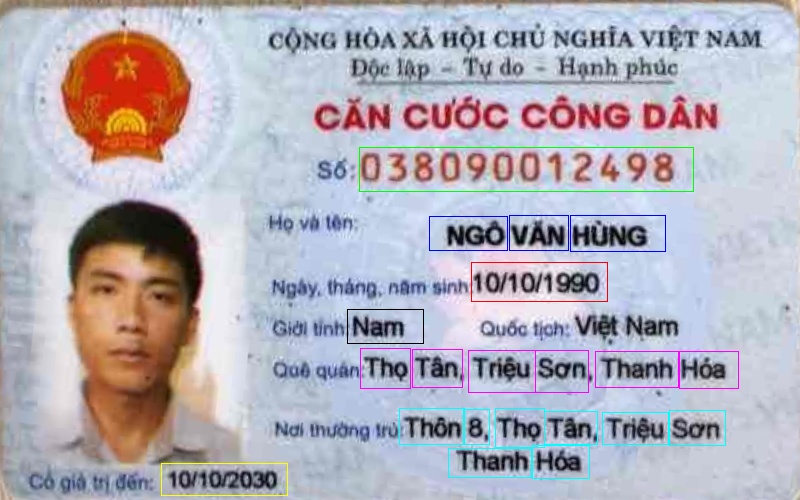 CỘNG HÒA XÃ HỘI CHỦ NGHĨA VIỆT NAM
Độc lập - Tự do - Hạnh phúc
CĂN CƯỚC CÔNG DÂN
Số: 038090012498
Họ và tên: NGÔ VĂN HÙNG
Ngày, tháng, năm sinh: 10/10/1990
Giới tính: Nam Quốc tịch: Việt Nam
Quê quán: Thọ Tân, Triệu Sơn, Thanh Hóa
Nơi thường trú: Thôn 8, Thọ Tân, Triệu Sơn
Thanh Hóa
Có giá trị đến: 10/10/2030